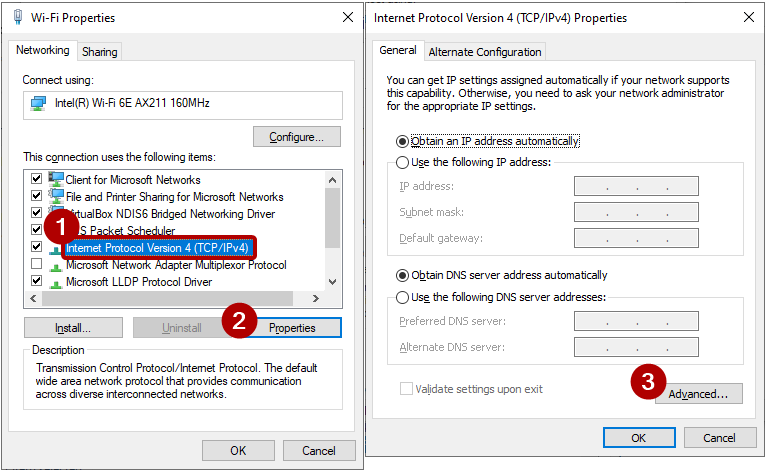 Wi-Fi Properties
Networking
Sharing
Connect using:
Intel(R) Wi-Fi 6E AX211 160MHz
Configure...
This connection uses the following items:
Client for Microsoft Networks
File and Printer Sharing for Microsoft Networks
VirtualBox NDIS6 Bridged Networking Driver
Packet Scheduler
1
Internet Protocol Version 4 (TCP/IPv4)
Microsoft Network Adapter Multiplexor Protocol
Microsoft LLDP Protocol Driver
Install...
Uninstall
2
Properties
Description
Transmission Control Protocol/Internet Protocol. The default
wide area network protocol that provides communication
across diverse interconnected networks.
OK
Cancel
Internet Protocol Version 4 (TCP/IPv4) Properties
General
Alternate Configuration
You can get IP settings assigned automatically if your network supports
this capability. Otherwise, you need to ask your network administrator
for the appropriate IP settings.
Obtain an IP address automatically
Use the following IP address:
IP address:
Subnet mask:
Default gateway:
Obtain DNS server address automatically
Use the following DNS server addresses:
Preferred DNS server:
Alternate DNS server:
Validate settings upon exit
3
Advanced...
OK
Cancel